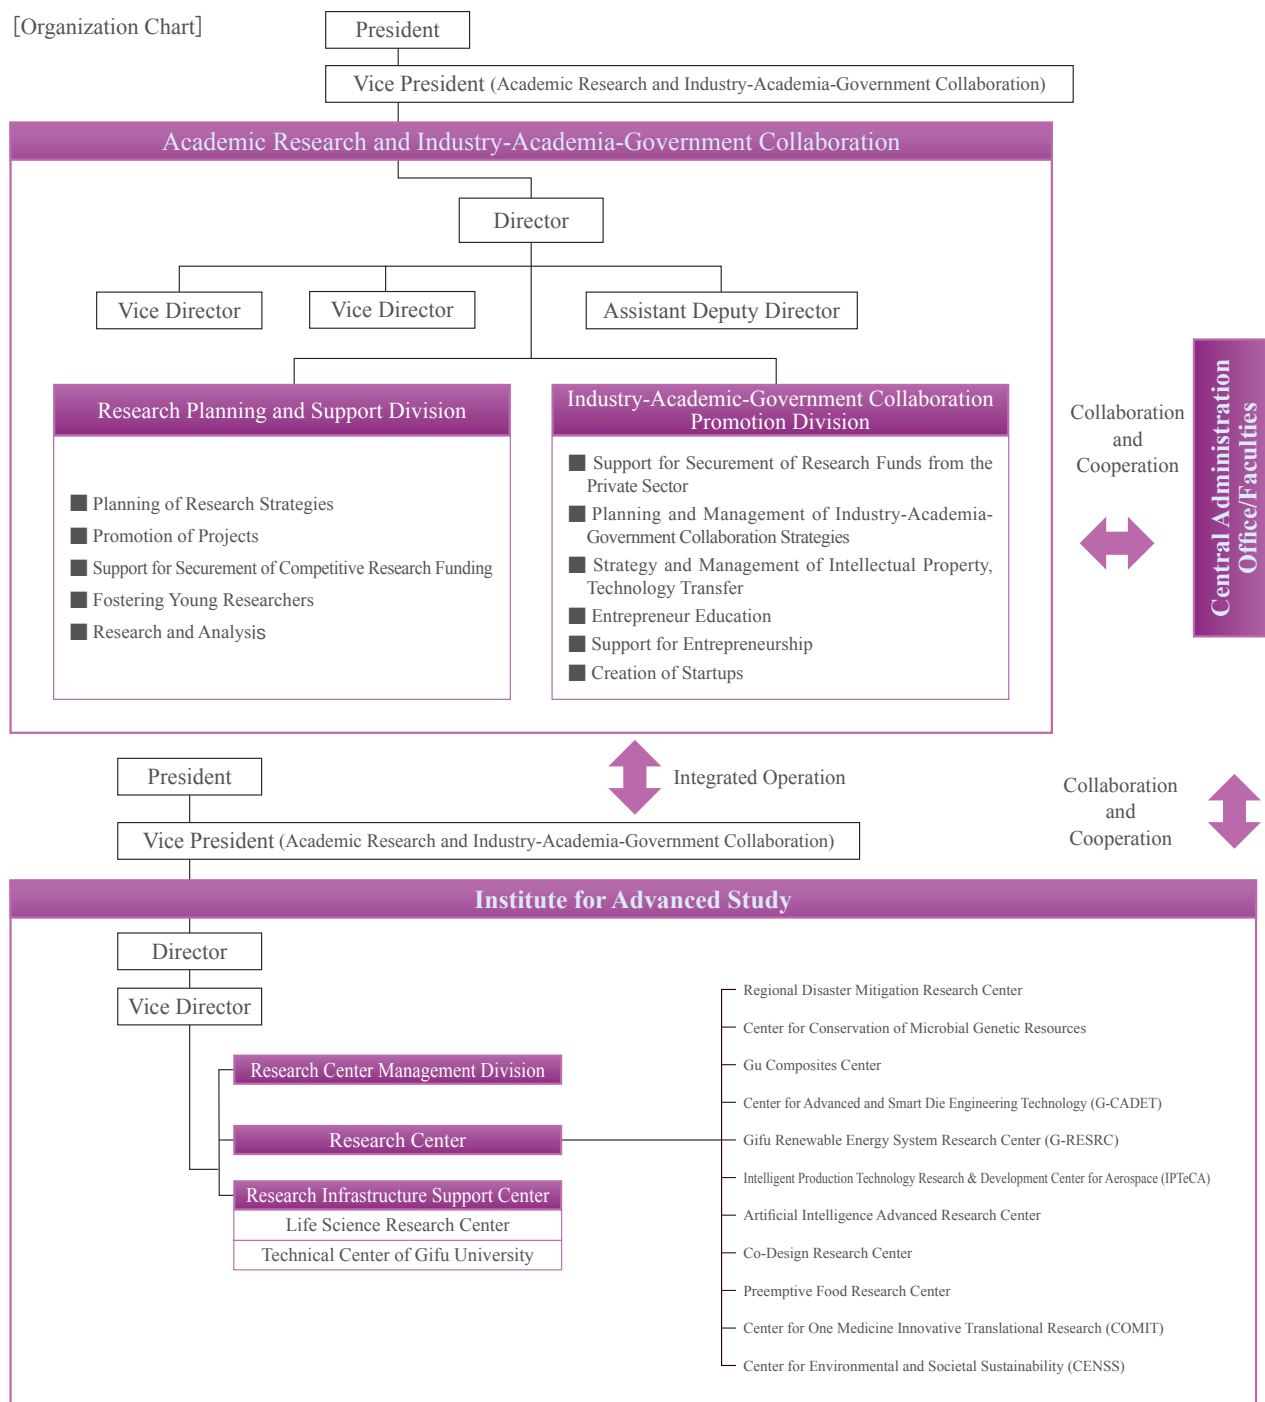 [Organization Chart]
President
Vice President (Academic Research and Industry-Academia-Government Collaboration)
Academic Research and Industry-Academia-Government Collaboration
Director
Vice Director
Vice Director
Assistant Deputy Director
Research Planning and Support Division
■ Planning of Research Strategies
■ Promotion of Projects
■ Support for Securement of Competitive Research Funding
■ Fostering Young Researchers
■ Research and Analysis
Industry-Academic-Government Collaboration
Promotion Division
■ Support for Securement of Research Funds from the
Private Sector
■ Planning and Management of Industry-Academia-
Government Collaboration Strategies
■ Strategy and Management of Intellectual Property,
Technology Transfer
■ Entrepreneur Education
■ Support for Entrepreneurship
■ Creation of Startups
Collaboration
and
Cooperation
Central Administration
Office/Faculties
Integrated Operation
Collaboration
and
Cooperation
President
Vice President (Academic Research and Industry-Academia-Government Collaboration)
Institute for Advanced Study
Director
Vice Director
Research Center Management Division
Research Center
Research Infrastructure Support Center
Life Science Research Center
Technical Center of Gifu University
Regional Disaster Mitigation Research Center
Center for Conservation of Microbial Genetic Resources
Gu Composites Center
Center for Advanced and Smart Die Engineering Technology (G-CADET)
Gifu Renewable Energy System Research Center (G-RESRC)
Intelligent Production Technology Research & Development Center for Aerospace (IPTeCA)
Artificial Intelligence Advanced Research Center
Co-Design Research Center
Preemptive Food Research Center
Center for One Medicine Innovative Translational Research (COMIT)
Center for Environmental and Societal Sustainability (CENSS)